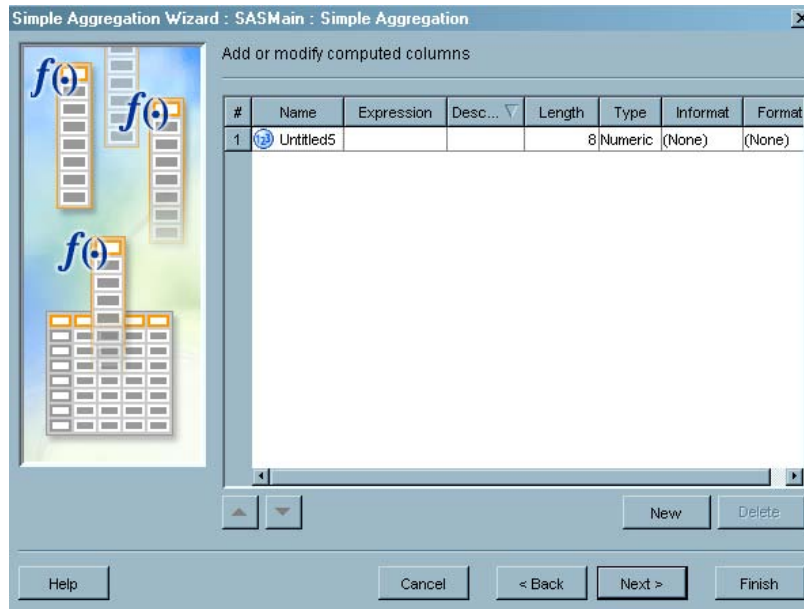 Simple Aggregation Wizard : SASMain : Simple Aggregation
Add or modify computed columns
# Name Expression Desc... Length Type Informat Format
1 123 Untitled5 8 Numeric (None) (None)
f(•)
f(•)
f(•)
New Delete
Help Cancel < Back Next > Finish